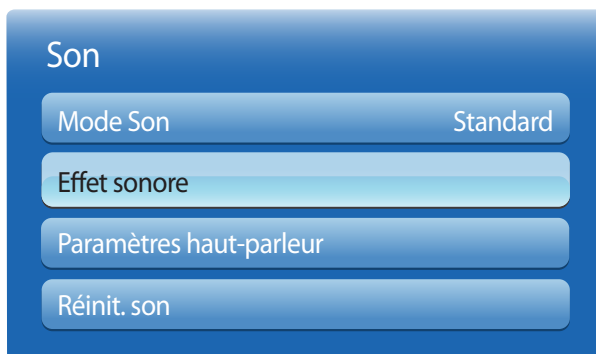 Son
Mode Son Standard
Effet sonore
Paramètres haut-parleur
Réinit. son